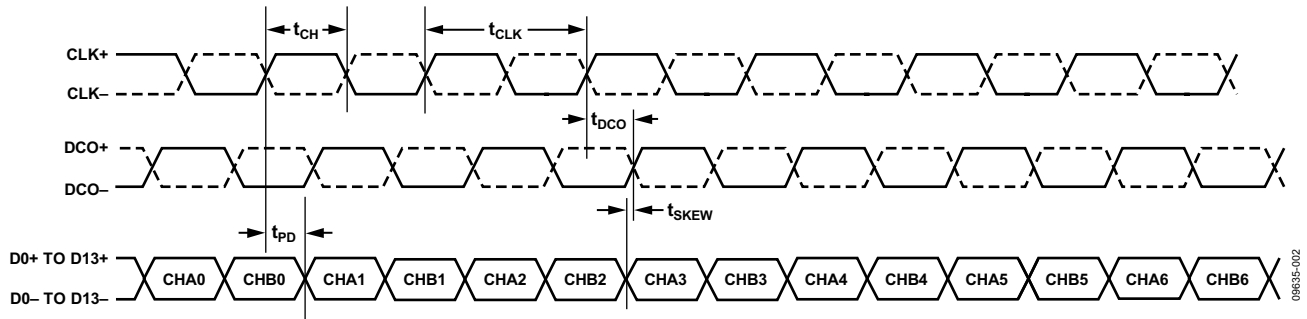 tCH
tCLK
CLK+
CLK–
tDCO
DCO+
DCO–
tSKEW
tPD
D0+ TO D13+
CHA0 CHB0 CHA1 CHB1 CHA2 CHB2 CHA3 CHB3 CHA4 CHB4 CHA5 CHB5 CHA6 CHB6
D0– TO D13–
09635-002